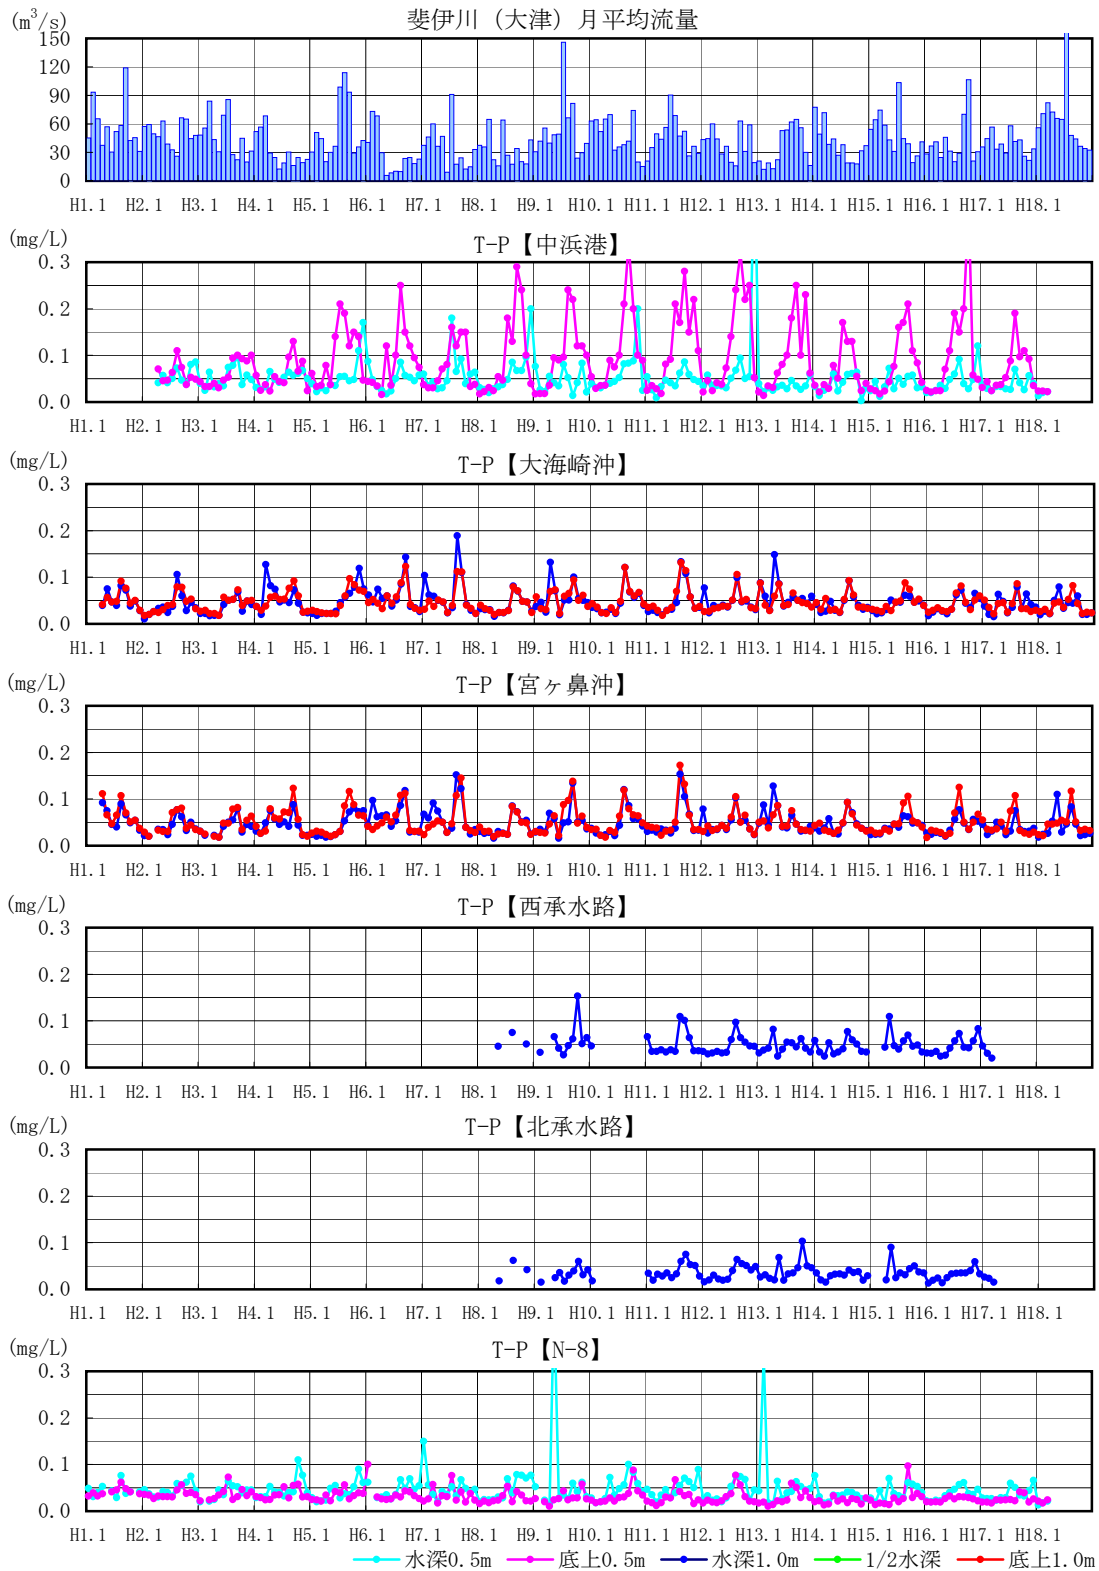 (m³/s) 斐伊川（大津）月平均流量
150
120
90
60
30
0
H1.1 H2.1 H3.1 H4.1 H5.1 H6.1 H7.1 H8.1 H9.1 H10.1 H11.1 H12.1 H13.1 H14.1 H15.1 H16.1 H17.1 H18.1
(mg/L) T-P【中浜港】
0.3
0.2
0.1
0.0
H1.1 H2.1 H3.1 H4.1 H5.1 H6.1 H7.1 H8.1 H9.1 H10.1 H11.1 H12.1 H13.1 H14.1 H15.1 H16.1 H17.1 H18.1
(mg/L) T-P【大海崎沖】
0.3
0.2
0.1
0.0
H1.1 H2.1 H3.1 H4.1 H5.1 H6.1 H7.1 H8.1 H9.1 H10.1 H11.1 H12.1 H13.1 H14.1 H15.1 H16.1 H17.1 H18.1
(mg/L) T-P【宮ヶ鼻沖】
0.3
0.2
0.1
0.0
H1.1 H2.1 H3.1 H4.1 H5.1 H6.1 H7.1 H8.1 H9.1 H10.1 H11.1 H12.1 H13.1 H14.1 H15.1 H16.1 H17.1 H18.1
(mg/L) T-P【西承水路】
0.3
0.2
0.1
0.0
H1.1 H2.1 H3.1 H4.1 H5.1 H6.1 H7.1 H8.1 H9.1 H10.1 H11.1 H12.1 H13.1 H14.1 H15.1 H16.1 H17.1 H18.1
(mg/L) T-P【北承水路】
0.3
0.2
0.1
0.0
H1.1 H2.1 H3.1 H4.1 H5.1 H6.1 H7.1 H8.1 H9.1 H10.1 H11.1 H12.1 H13.1 H14.1 H15.1 H16.1 H17.1 H18.1
(mg/L) T-P【N-8】
0.3
0.2
0.1
0.0
H1.1 H2.1 H3.1 H4.1 H5.1 H6.1 H7.1 H8.1 H9.1 H10.1 H11.1 H12.1 H13.1 H14.1 H15.1 H16.1 H17.1 H18.1
水深0.5m 底上0.5m 水深1.0m 1/2水深 底上1.0m